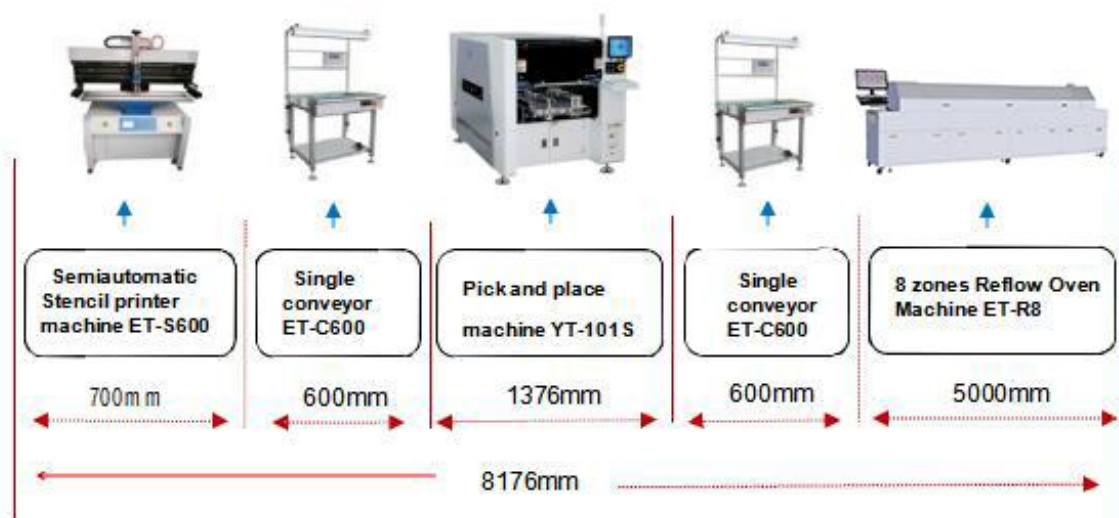 Semiautomatic
Stencil printer
machine ET-S600
Single
conveyor
ET-C600
Pick and place
machine YT-101S
Single
conveyor
ET-C600
8 zones Reflow Oven
Machine ET-R8
700mm
600mm
1376mm
600mm
5000mm
8176mm